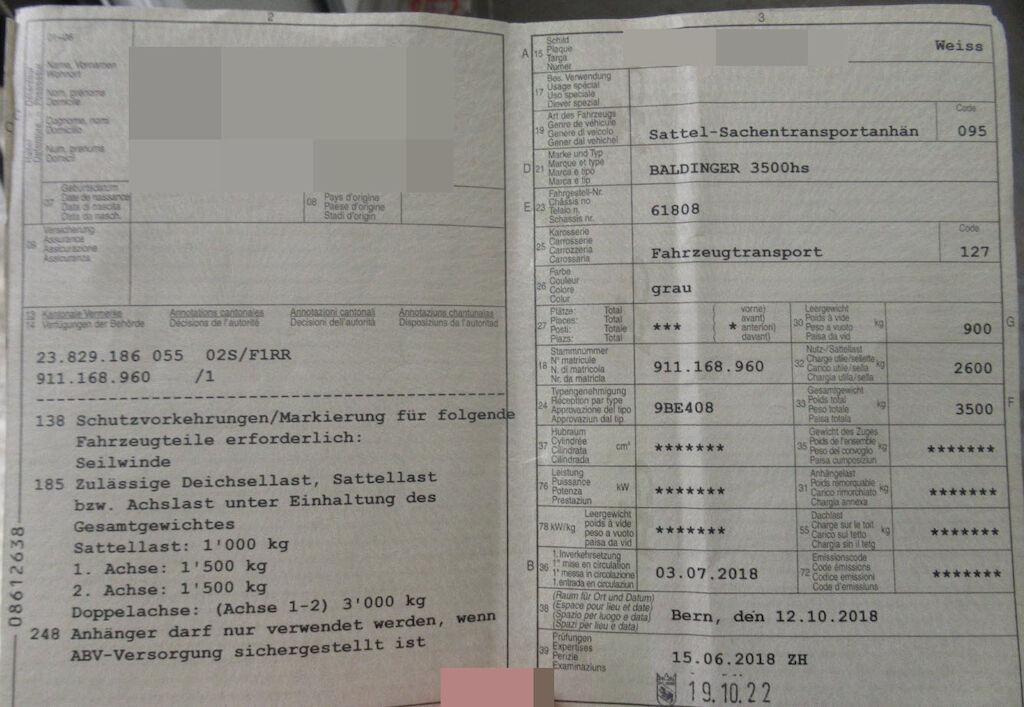 2
01-06
Name, Vornamen
Wohnort
Nom, prénoms
Domicile
Cognome, nomi
Domicilio
Num, prenums
Domicil
07
Geburtsdatum
Date de naissance
Data di nascita
Data da nasch.
08
Pays d'origine
Paese d'origine
Stadi d'origin
09
Versicherung
Assurance
Assicurazione
Assicuranza
13 Kantonale Vermerke Annotations cantonales Annotazioni cantonali Annotaziuns chantunalas
14 Verfügungen der Behörde Décisions de l'autorité Decisioni dell'autorità Disposiziuns da l'autoritad
23.829.186 055 02S/F1RR
911.168.960 /1
138 Schutzvorkehrungen/Markierung für folgende
Fahrzeugteile erforderlich:
Seilwinde
185 Zulässige Deichsellast, Sattellast
bzw. Achslast unter Einhaltung des
Gesamtgewichtes
Sattellast: 1'000 kg
1. Achse: 1'500 kg
2. Achse: 1'500 kg
Doppelachse: (Achse 1-2) 3'000 kg
248 Anhänger darf nur verwendet werden, wenn
ABV-Versorgung sichergestellt ist
08612638
3
A 15
Schild
Plaque
Targa
Numer
Weiss
17
Bes. Verwendung
Usage spécial
Uso speciale
Diever spezial
19
Art des Fahrzeugs
Genre de véhicule
Genere di veicolo
Gener dal vehichel
Sattel-Sachentransportanhän
Code
095
D 21
Marke und Typ
Marque et type
Marca e tipo
Marca e tip
BALDINGER 3500hs
E 23
Fahrgestell-Nr.
Châssis no
Telaio n.
Schassis nr.
61808
25
Karosserie
Carrosserie
Carrozzeria
Carossaria
Fahrzeugtransport
Code
127
26
Farbe
Couleur
Colore
Colur
grau
27
Plätze: Total
Places: Total
Posti: Totale
Plazs: Total
***
( vorne)
avant)
* anteriori)
( davant)
30
Leergewicht
Poids à vide
Peso a vuoto
Paisa da vid
kg
900
G
18
Stammnummer
N° matricule
N. di matricola
Nr. da matricla
911.168.960
32
Nutz-/Sattellast
Charge utile/sellette
Carico utile/sella
Chargia utila/sella
kg
2600
24
Typengenehmigung
Réception par type
Approvazione del tipo
Approvaziun dal tip
9BE408
33
Gesamtgewicht
Poids total
Peso totale
Paisa totala
kg
3500
F
37
Hubraum
Cylindrée
Cilindrata
Cilindrada
cm³
*******
35
Gewicht des Zuges
Poids de l'ensemble
Peso del convoglio
Paisa cumposiziun
kg
*******
76
Leistung
Puissance
Potenza
Prestaziun
kW
*******
31
Anhängelast
Poids remorquable
Carico rimorchiato
Chargia annexa
kg
*******
78 kW/kg
Leergewicht
poids à vide
peso a vuoto
paisa da vid
*******
55
Dachlast
Charge sur le toit
Carico sul tetto
Chargia sin il tetg
kg
*******
B 36
1. Inverkehrsetzung
1re mise en circulation
1a messa in circolazione
1. entrada en circulaziun
03.07.2018
72
Emissionscode
Code émissions
Codice emissioni
Code d'emissiuns
*******
38
(Raum für Ort und Datum)
(Espace pour lieu et date)
(Spazio per luogo e data)
(Spazi per lieu e data)
Bern, den 12.10.2018
39
Prüfungen
Expertises
Perizie
Examinaziuns
15.06.2018 ZH
19.10.22